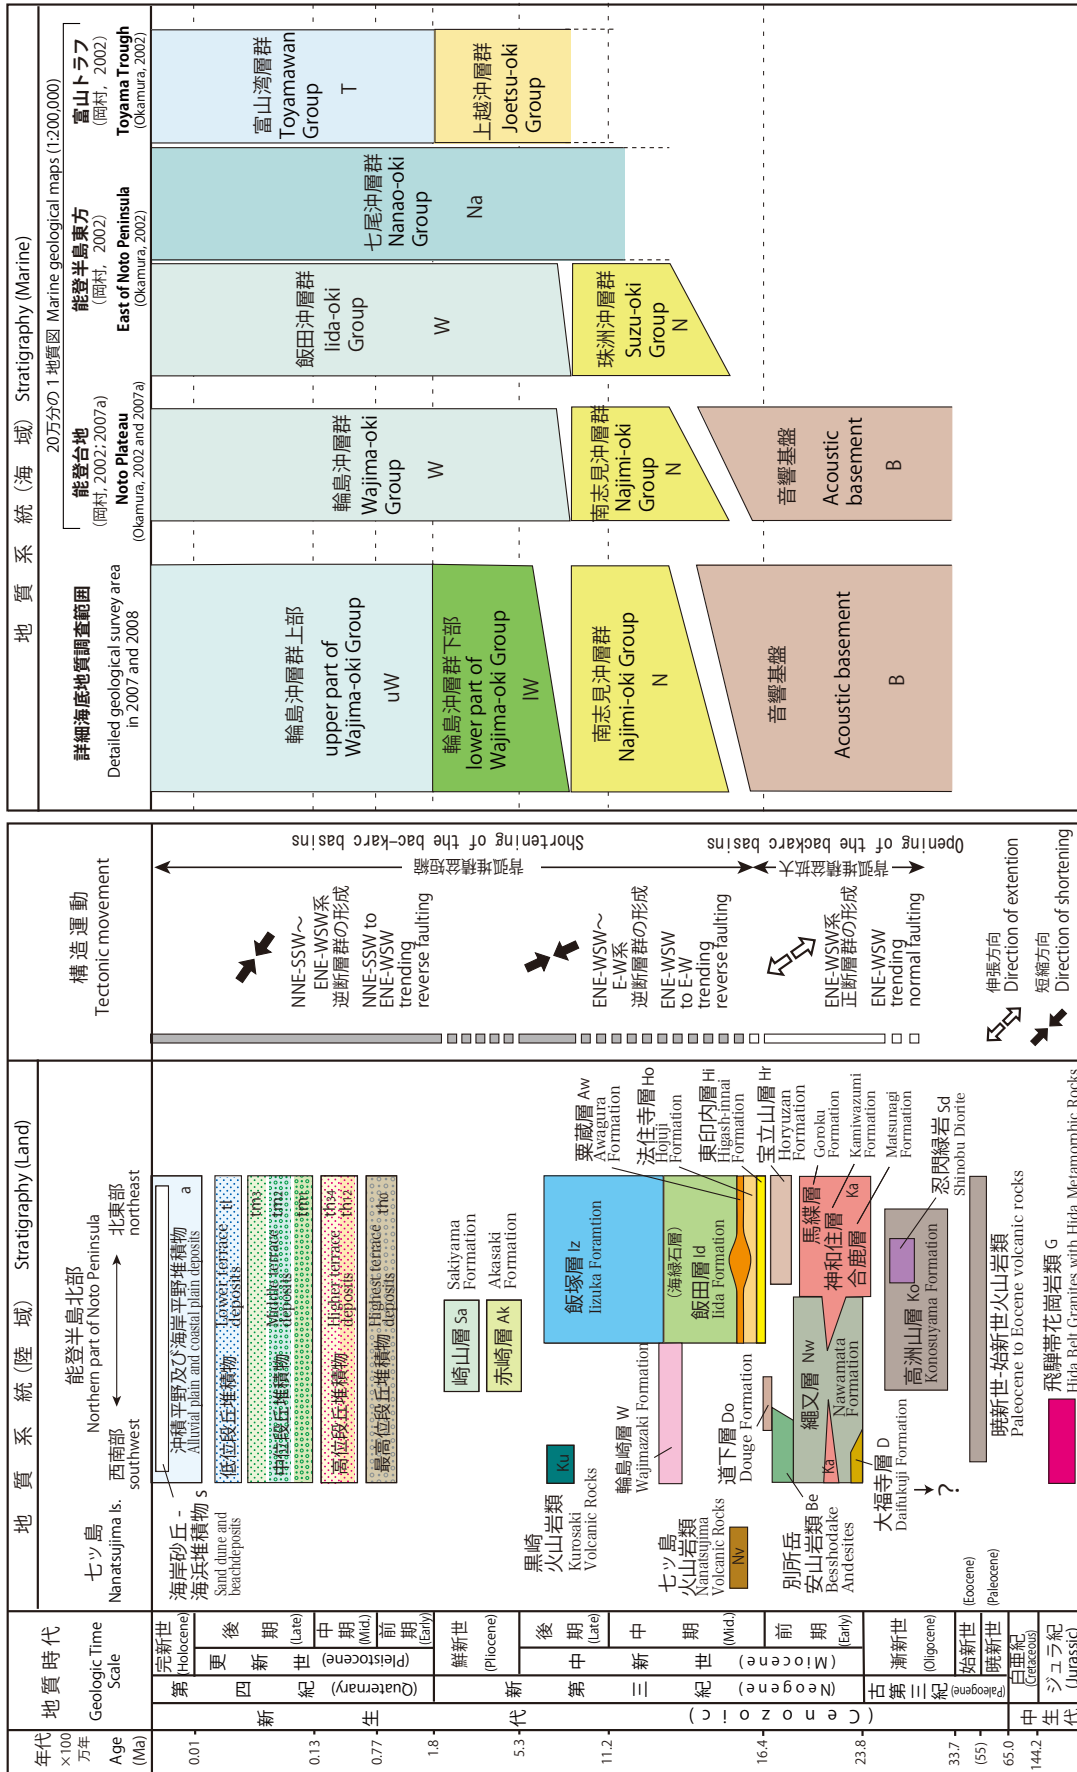 年代
×100
万年
Age
(Ma)
0.01
0.13
0.77
1.8
5.3
11.2
16.4
23.8
33.7
(55)
65.0
144.2
地 質 時 代
Geologic Time
Scale
新 生 代 (Cenozoic)
中 生 代
第 四 紀 (Quaternary)
新 第 三 紀 (Neogene)
古第三紀 (Paleogene)
白亜紀
(Cretaceous)
ジュラ紀
(Jurassic)
完新世
(Holocene)
更 新 世 (Pleistocene)
後 期
(Late)
中 期
(Mid.)
前 期
(Early)
鮮新世
(Pliocene)
中 新 世 (Miocene)
後 期
(Late)
中 期
(Mid.)
前 期
(Early)
漸新世
(Oligocene)
始新世
(Eoocene)
暁新世
(Paleocene)
地 質 系 統 (陸 域) Stratigraphy (Land)
七ッ島
Nanatsujima Is.
能登半島北部
Northern part of Noto Peninsula
西南部
southwest
北東部
northeast
海岸砂丘 -
海浜堆積物 s
Sand dune and
beachdeposits
沖積平野及び海岸平野堆積物
Alluvial plain and coastal plain deposits
a
低位段丘堆積物
Lower terrace
deposits
tl
中位段丘堆積物
Middle terrace
deposits
tm3
tm2
tm1
高位段丘堆積物
Higher terrace
deposits
th34
th12
最高位段丘堆積物
Highest terrace
deposits
th0
崎山層 Sa
Sakiyama
Formation
赤崎層 Ak
Akasaki
Formation
黒崎
火山岩類
Kurosaki
Volcanic Rocks
Ku
飯塚層 Iz
Iizuka Foramtion
輪島崎層 W
Wajimazaki Formation
(海緑石層)
飯田層 Id
Iida Formation
粟蔵層 Aw
Awagura
Formation
法住寺層 Ho
Hojuji
Formation
東印内層 Hi
Higash-innai
Formation
宝立山層 Hr
Horyuzan
Formation
七ッ島
火山岩類
Nanatsujima
Volcanic Rocks
Nv
道下層 Do
Douge Formation
別所岳
安山岩類 Be
Besshodake
Andesites
縄又層 Nw
Nawamata
Formation
Ka
馬緤層
Goroku
Formation
神和住層
Ka
Kamiwazumi
Formation
合鹿層
Matsunagi
Formation
大福寺層 D
Daifukuji Formation
?
高洲山層 Ko
Konosuyama Formation
忍閃緑岩 Sd
Shinobu Diorite
暁新世-始新世火山岩類
Paleocene to Eocene volcanic rocks
飛騨帯花崗岩類 G
Hida Belt Granites with Hida Metamorphic Rocks
構 造 運 動
Tectonic movement
NNE-SSW～
ENE-WSW系
逆断層群の形成
NNE-SSW to
ENE-WSW
trending
reverse faulting
ENE-WSW～
E-W系
逆断層群の形成
ENE-WSW
to E-W
trending
reverse faulting
ENE-WSW系
正断層群の形成
ENE-WSW
trending
normal faulting
背弧堆積盆短縮
Shortening of the bac-karc basins
背弧堆積盆拡大
Opening of the backarc basins
伸張方向
Direction of extention
短縮方向
Direction of shortening
地 質 系 統 (海 域) Stratigraphy (Marine)
詳細海底地質調査範囲
Detailed geological survey area
in 2007 and 2008
20万分の 1 地質図 Marine geological maps (1:200,000)
能登台地
(岡村, 2002; 2007a)
Noto Plateau
(Okamura, 2002 and 2007a)
能登半島東方
(岡村, 2002)
East of Noto Peninsula
(Okamura, 2002)
富山トラフ
(岡村, 2002)
Toyama Trough
(Okamura, 2002)
輪島沖層群上部
upper part of
Wajima-oki Group
uW
輪島沖層群下部
lower part of
Wajima-oki Group
lW
南志見沖層群
Najimi-oki Group
N
音響基盤
Acoustic basement
B
輪島沖層群
Wajima-oki
Group
W
南志見沖層群
Najimi-oki
Group
N
音響基盤
Acoustic
basement
B
飯田沖層群
Iida-oki
Group
W
珠洲沖層群
Suzu-oki
Group
N
七尾沖層群
Nanao-oki
Group
Na
富山湾層群
Toyamawan
Group
T
上越沖層群
Joetsu-oki
Group